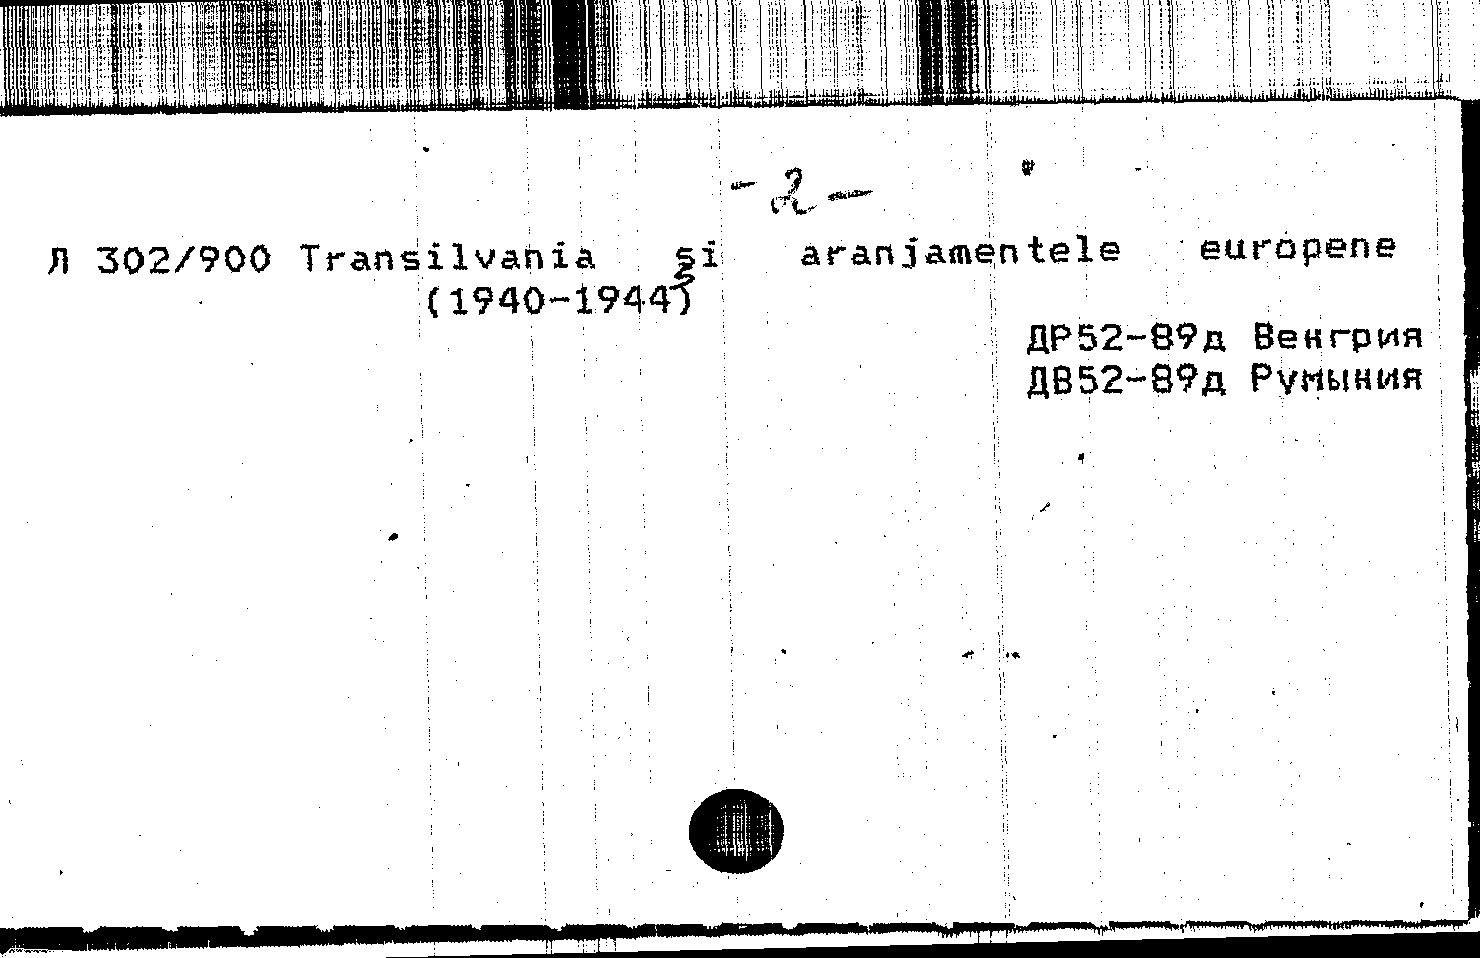 -2-
Л 302/900 Transilvania şi aranjamentele europene
(1940-1944)
ДР52-89д Венгрия
ДВ52-89д Румыния